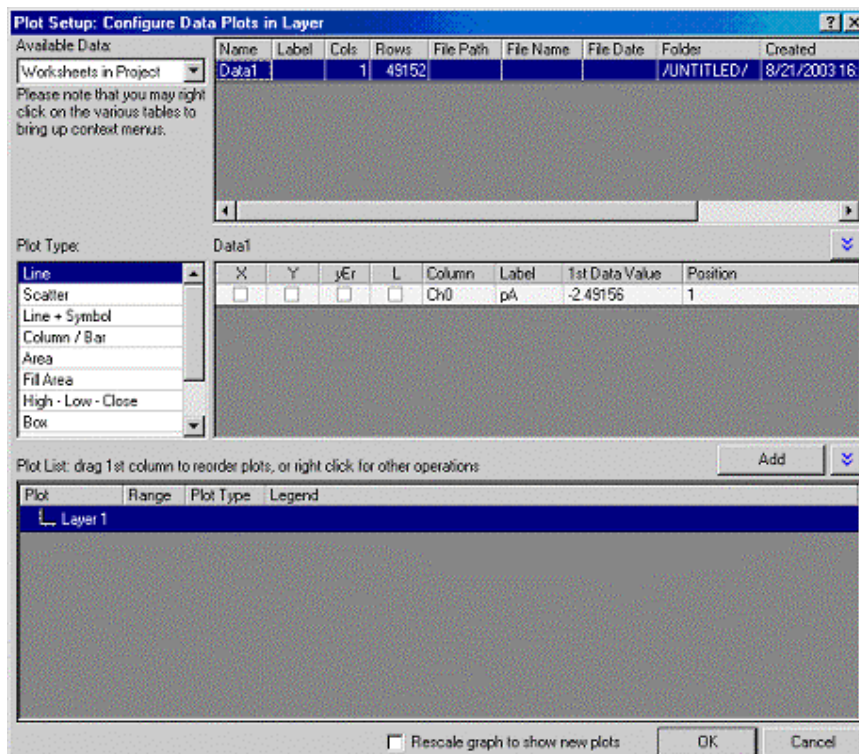 Plot Setup: Configure Data Plots in Layer
Available Data:
Worksheets in Project
Please note that you may right
click on the various tables to
bring up context menus.
Name Label Cols Rows File Path File Name File Date Folder Created
Data1 1 49152 /UNTITLED/ 8/21/2003 16:
Plot Type:
Line
Scatter
Line + Symbol
Column / Bar
Area
Fill Area
High - Low - Close
Box
Data1
X Y yEr L Column Label 1st Data Value Position
Ch0 pA -2.49156 1
Plot List: drag 1st column to reorder plots, or right click for other operations
Add
Plot Range Plot Type Legend
Layer 1
Rescale graph to show new plots
OK
Cancel